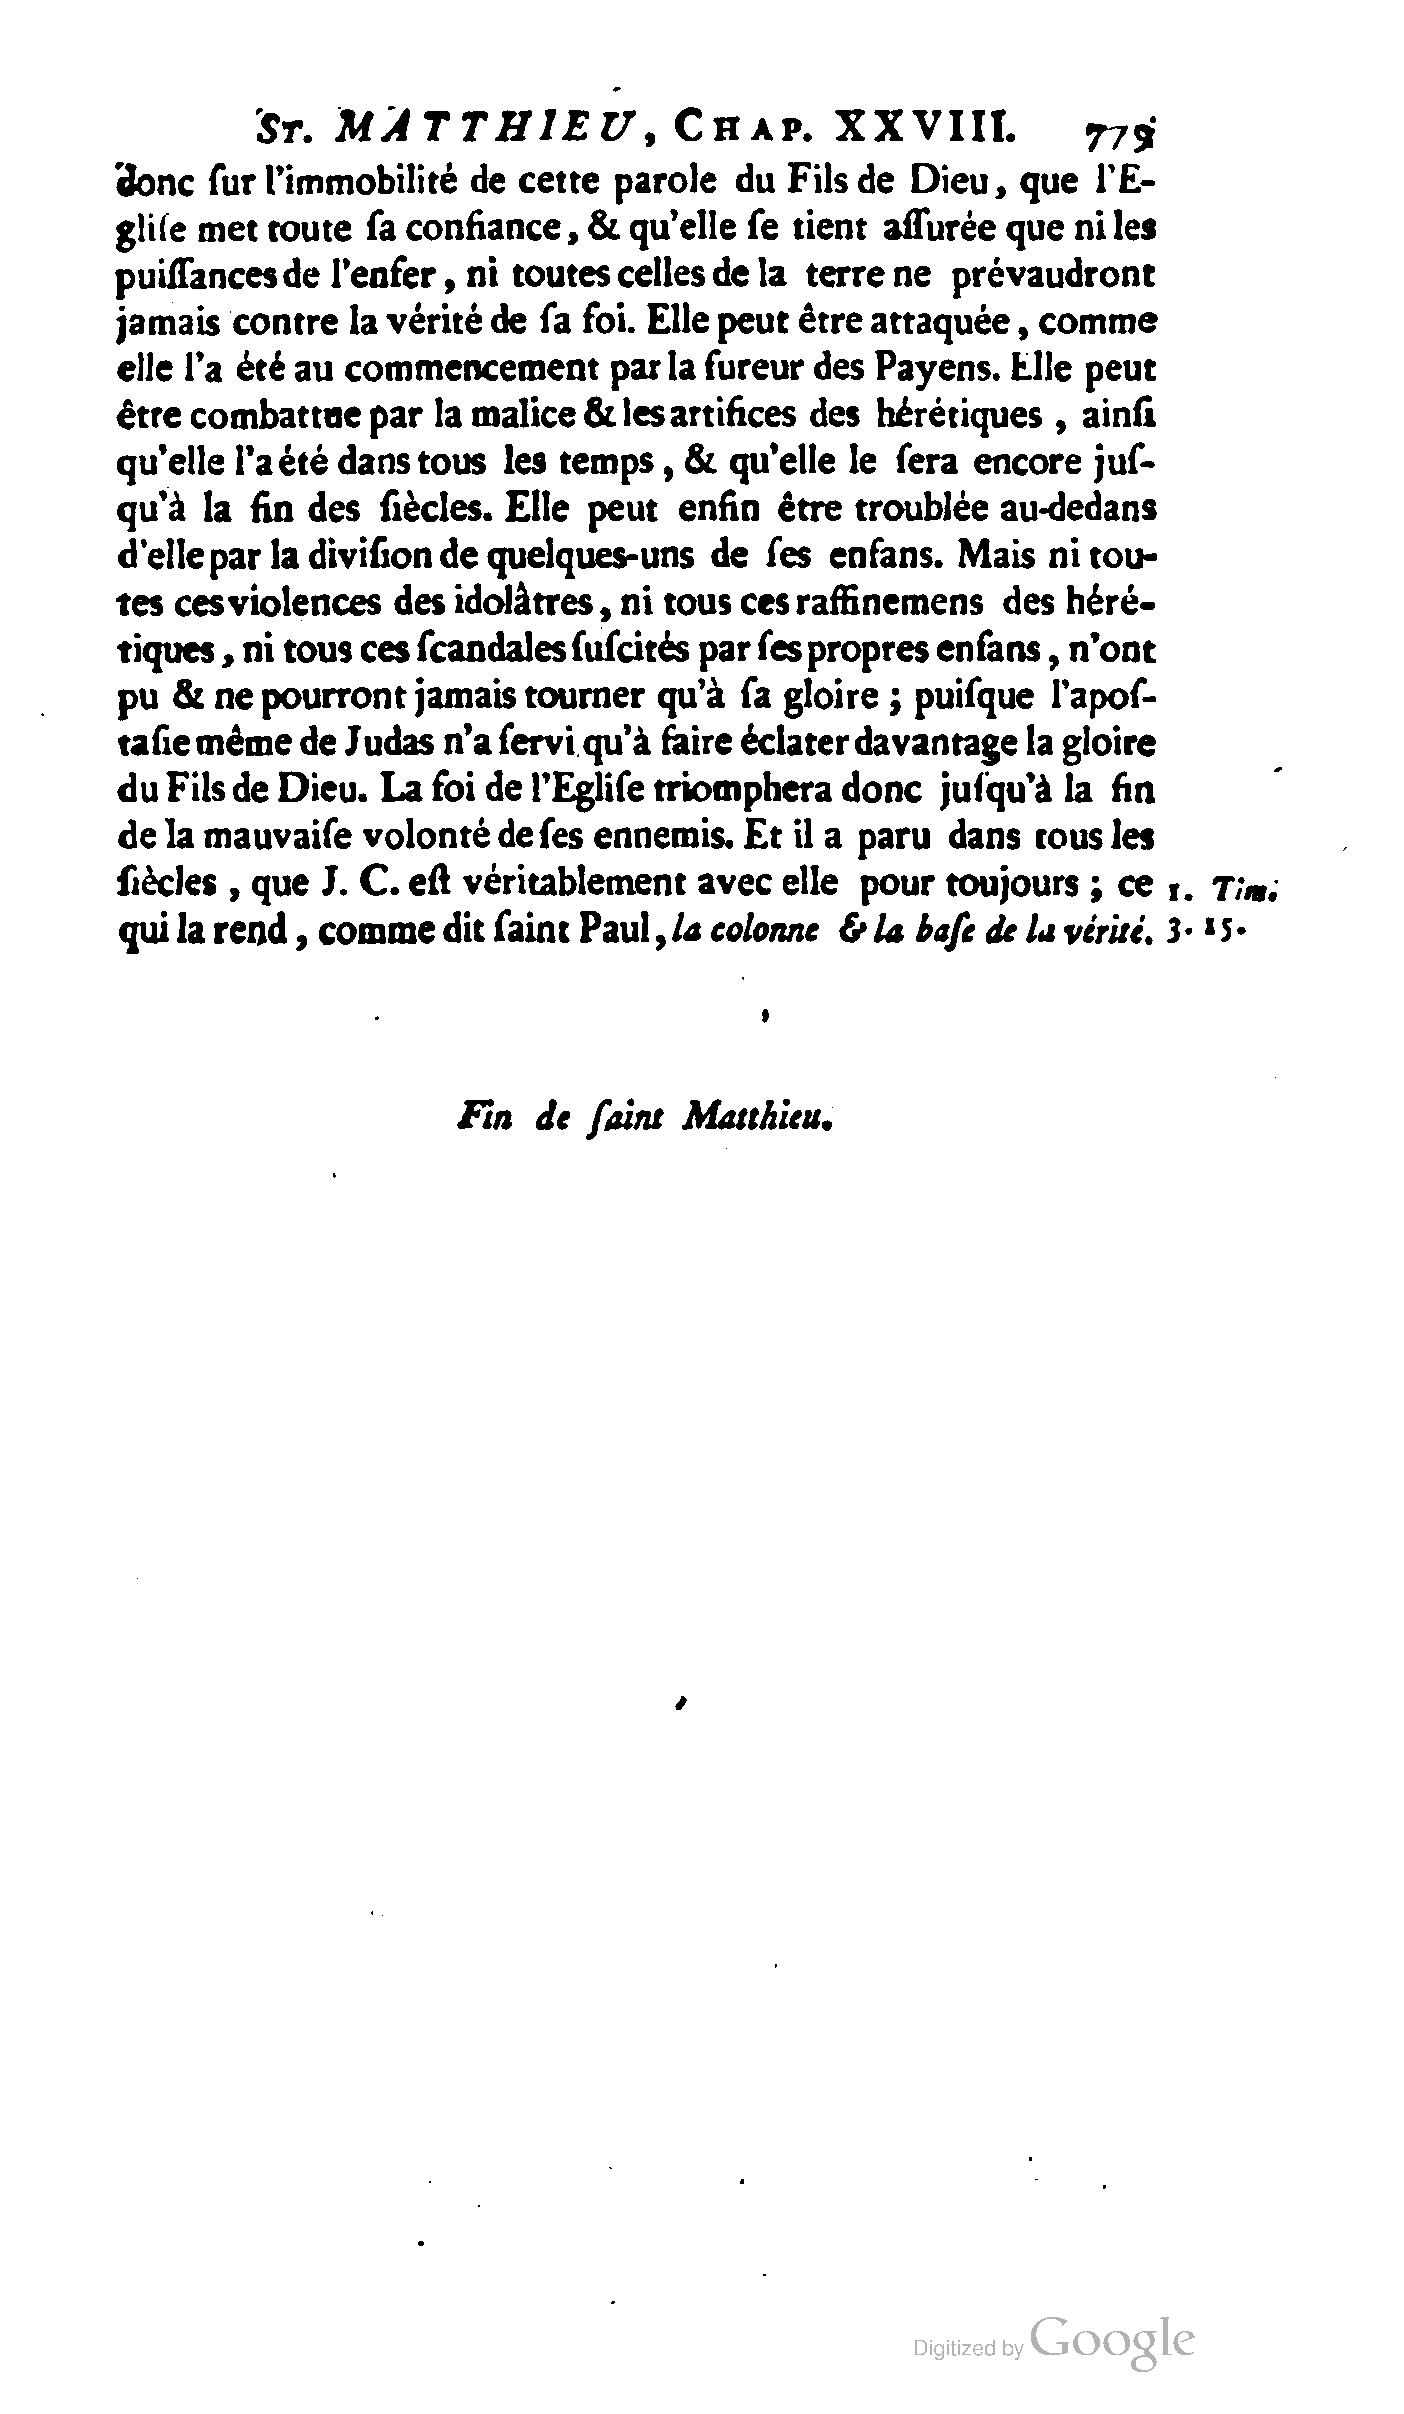 St. MATTHIEU, CHAP. XXVIII. 779
donc ſur l'immobilité de cette parole du Fils de Dieu, que l'E-
gliſe met toute ſa confiance, & qu'elle ſe tient aſſurée que ni les
puiſſances de l'enfer, ni toutes celles de la terre ne prévaudront
jamais contre la vérité de ſa foi. Elle peut être attaquée, comme
elle l'a été au commencement par la fureur des Payens. Elle peut
être combattue par la malice & les artifices des hérétiques, ainſi
qu'elle l'a été dans tous les temps, & qu'elle le ſera encore juſ-
qu'à la fin des ſiècles. Elle peut enfin être troublée au-dedans
d'elle par la diviſion de quelques-uns de ſes enfans. Mais ni tou-
tes ces violences des idolâtres, ni tous ces raffinemens des héré-
tiques, ni tous ces ſcandales ſuſcités par ſes propres enfans, n'ont
pu & ne pourront jamais tourner qu'à ſa gloire; puiſque l'apoſ-
taſie même de Judas n'a ſervi qu'à faire éclater davantage la gloire
du Fils de Dieu. La foi de l'Egliſe triomphera donc juſqu'à la fin
de la mauvaiſe volonté de ſes ennemis. Et il a paru dans tous les
ſiècles, que J. C. eſt véritablement avec elle pour toujours; ce 1. Tim.
qui la rend, comme dit ſaint Paul, la colonne & la baſe de la vérité. 3. 15.
Fin de ſaint Matthieu.
Digitized by Google